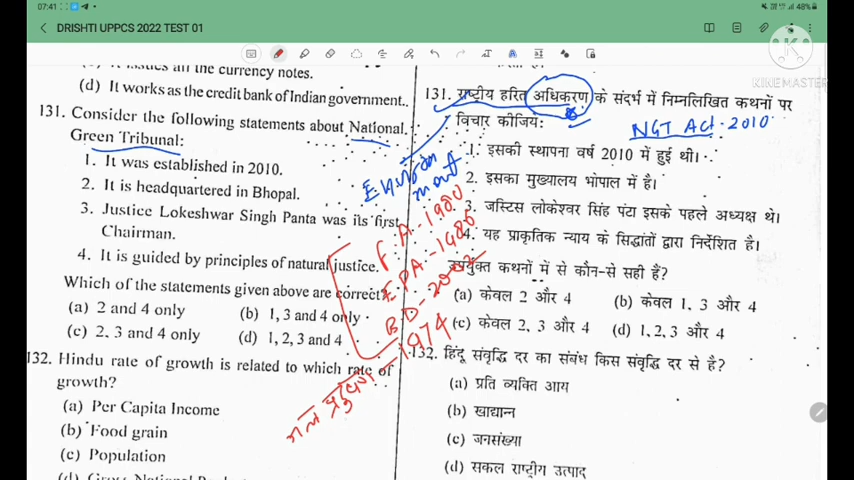 07:41
48%
DRISHTI UPPCS 2022 TEST 01
K
KINEMASTER
(d) It works as the credit bank of Indian government.
131. Consider the following statements about National
Green Tribunal:
1. It was established in 2010.
2. It is headquartered in Bhopal.
3. Justice Lokeshwar Singh Panta was its first
Chairman.
4. It is guided by principles of natural justice.
Which of the statements given above are correct?
(a) 2 and 4 only
(b) 1, 3 and 4 only
(c) 2, 3 and 4 only
(d) 1, 2, 3 and 4
132. Hindu rate of growth is related to which rate of
growth?
(a) Per Capita Income
(b) Food grain
(c) Population
131. राष्ट्रीय हरित अधिकरण के संदर्भ में निम्नलिखित कथनों पर
विचार कीजिय:
NGT Act - 2010
1. इसकी स्थापना वर्ष 2010 में हुई थी।
2. इसका मुख्यालय भोपाल में है।
3. जस्टिस लोकेश्वर सिंह पंटा इसके पहले अध्यक्ष थे।
4. यह प्राकृतिक न्याय के सिद्धांतों द्वारा निर्देशित है।
उपर्युक्त कथनों में से कौन-से सही हैं?
(a) केवल 2 और 4
(b) केवल 1, 3 और 4
(c) केवल 2, 3 और 4
(d) 1, 2, 3 और 4
132. हिंदू संवृद्धि दर का संबंध किस संवृद्धि दर से है?
(a) प्रति व्यक्ति आय
(b) खाद्यान्न
(c) जनसंख्या
(d) सकल राष्ट्रीय उत्पाद
F.A-1980
EPA-1986
BD-2002
1974